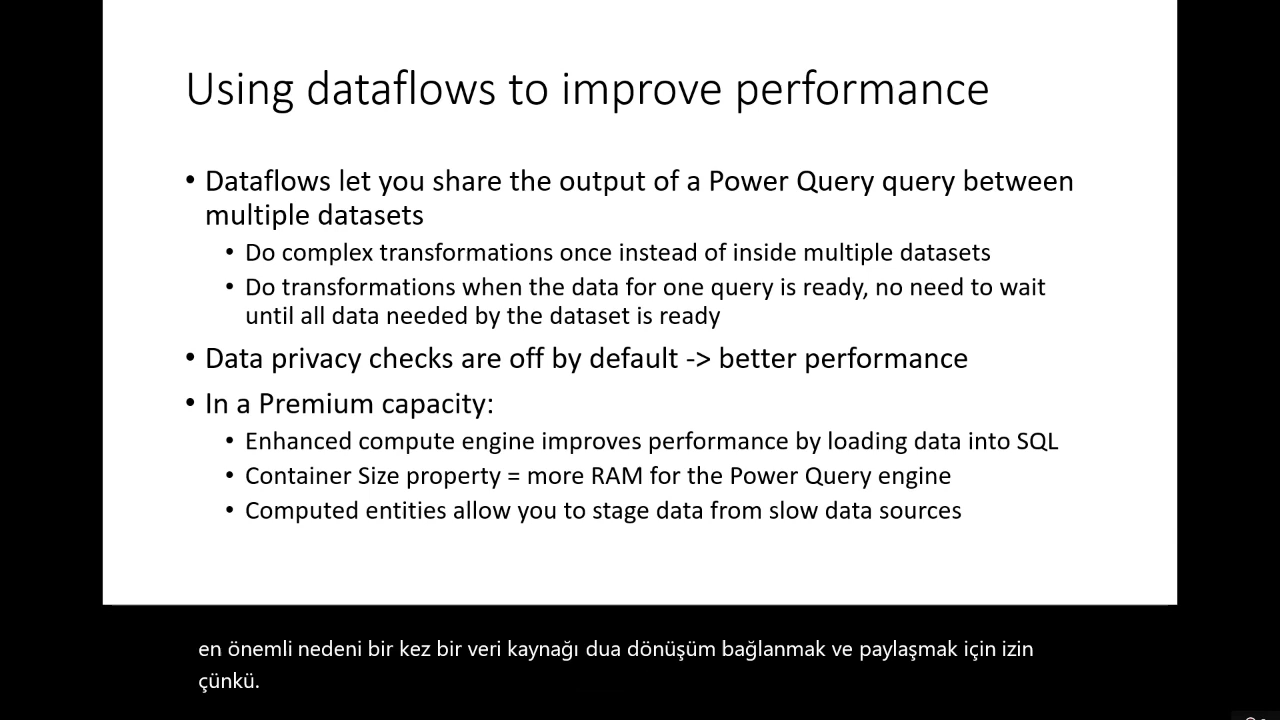 Using dataflows to improve performance
• Dataflows let you share the output of a Power Query query between
multiple datasets
• Do complex transformations once instead of inside multiple datasets
• Do transformations when the data for one query is ready, no need to wait
until all data needed by the dataset is ready
• Data privacy checks are off by default -> better performance
• In a Premium capacity:
• Enhanced compute engine improves performance by loading data into SQL
• Container Size property = more RAM for the Power Query engine
• Computed entities allow you to stage data from slow data sources
en önemli nedeni bir kez bir veri kaynağı dua dönüşüm bağlanmak ve paylaşmak için izin
çünkü.